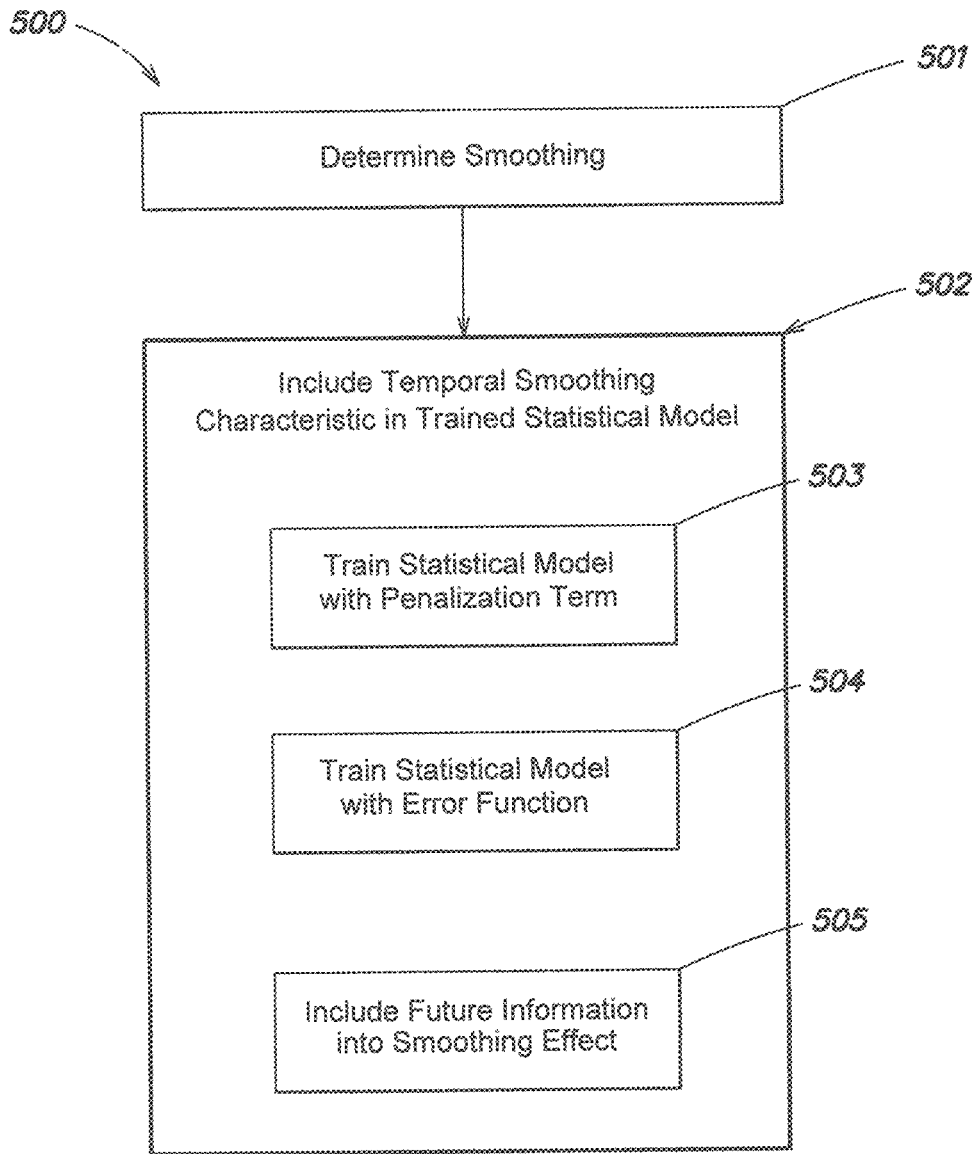 500
501
Determine Smoothing
502
Include Temporal Smoothing
Characteristic in Trained Statistical Model
503
Train Statistical Model
with Penalization Term
504
Train Statistical Model
with Error Function
505
Include Future Information
into Smoothing Effect